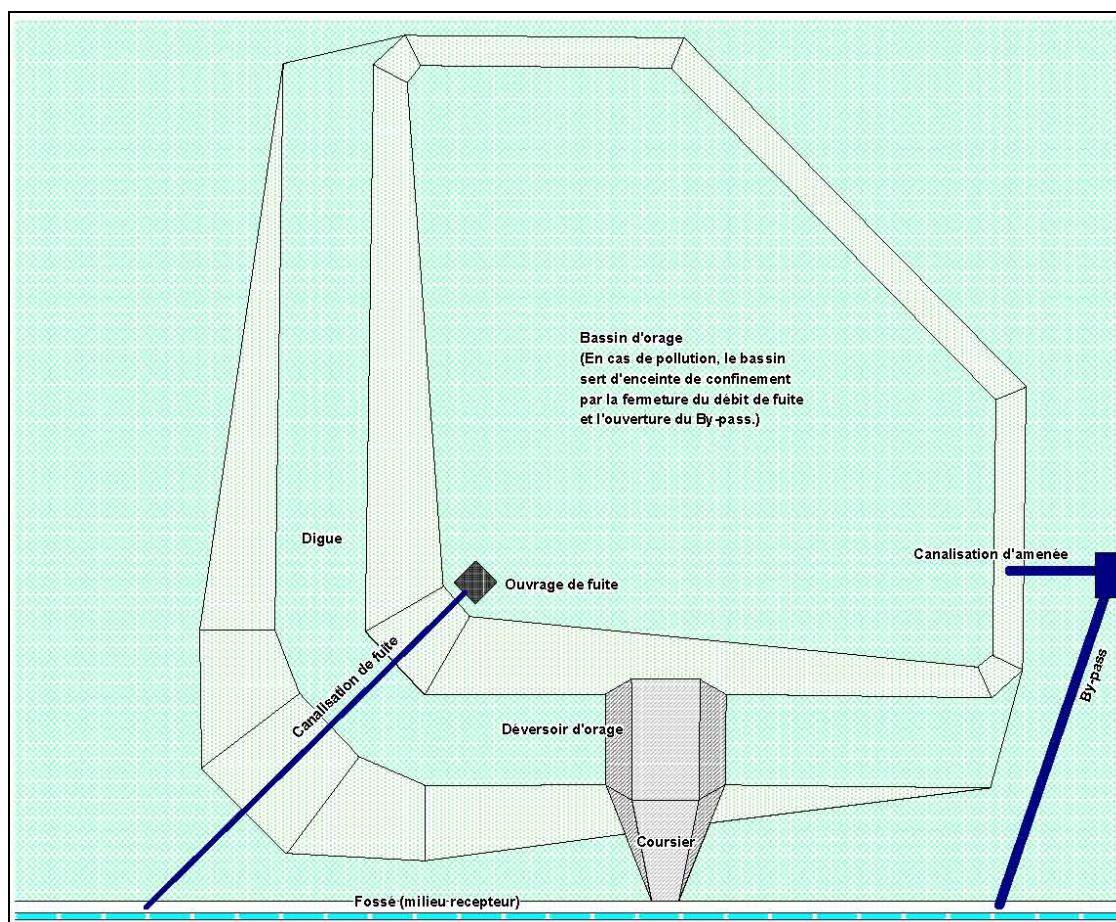 Bassin d'orage
(En cas de pollution, le bassin
sert d'enceinte de confinement
par la fermeture du débit de fuite
et l'ouverture du By-pass.)
Digue
Canalisation d'amenée
Ouvrage de fuite
Canalisation de fuite
By-pass
Déversoir d'orage
Coursier
Fossé (milieu recepteur)